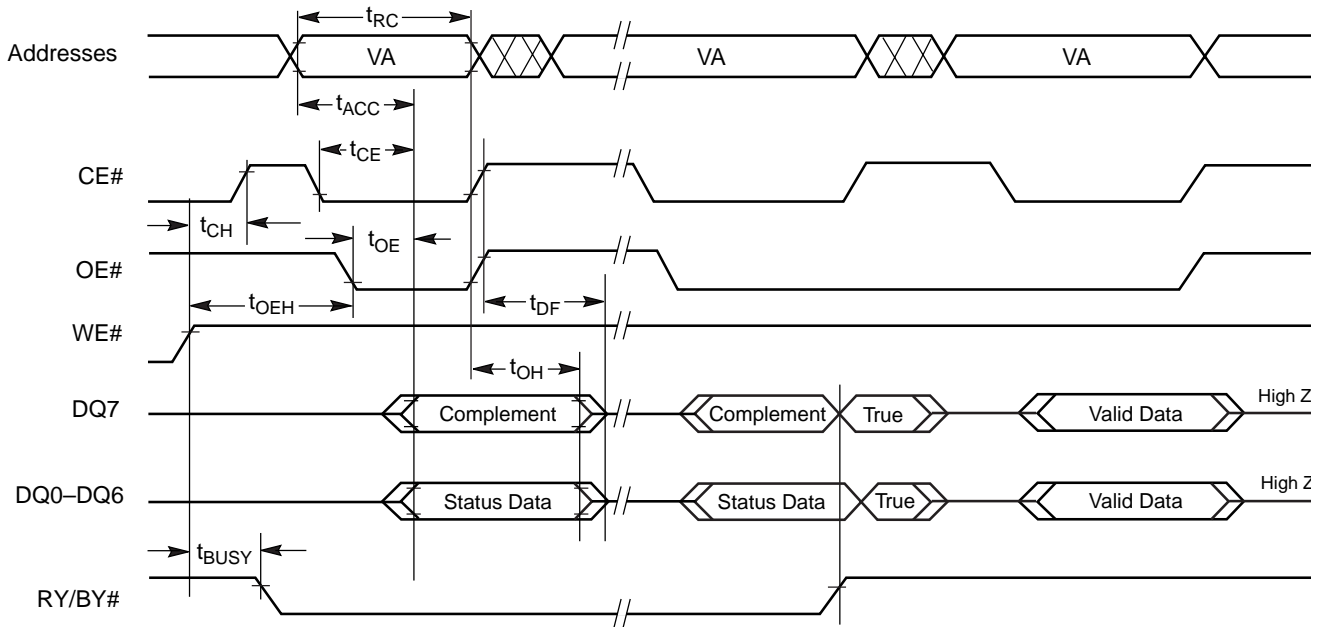 tRC
Addresses VA VA VA
tACC
tCE
CE#
tCH tOE
OE#
tOEH tDF
WE#
tOH
DQ7 Complement Complement True Valid Data High Z
DQ0–DQ6 Status Data Status Data True Valid Data High Z
tBUSY
RY/BY#